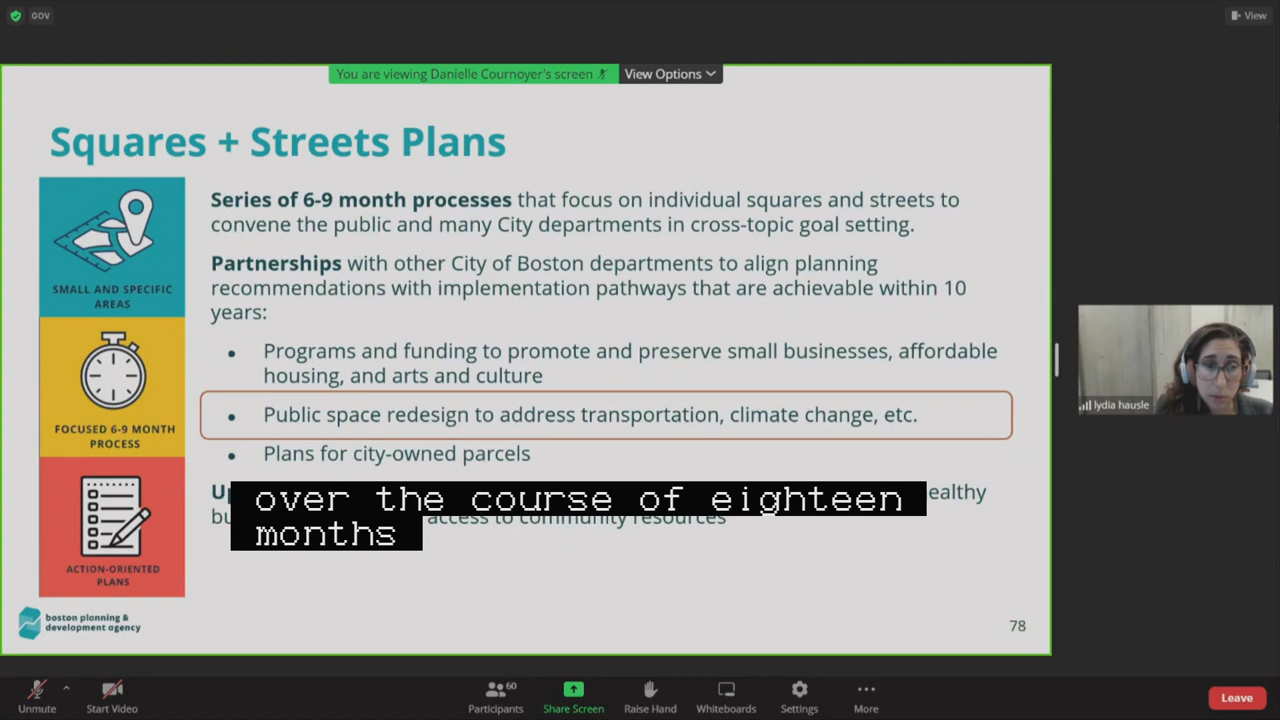 GOV
View
You are viewing Danielle Cournoyer's screen
View Options
Squares + Streets Plans
SMALL AND SPECIFIC
AREAS
FOCUSED 6-9 MONTH
PROCESS
ACTION-ORIENTED
PLANS
Series of 6-9 month processes that focus on individual squares and streets to
convene the public and many City departments in cross-topic goal setting.
Partnerships with other City of Boston departments to align planning
recommendations with implementation pathways that are achievable within 10
years:
• Programs and funding to promote and preserve small businesses, affordable
housing, and arts and culture
• Public space redesign to address transportation, climate change, etc.
• Plans for city-owned parcels
over the course of eighteen
months
access to community resources
boston planning &
development agency
78
lydia hausle
Unmute
Start Video
60
Participants
Share Screen
Raise Hand
Whiteboards
Settings
More
Leave